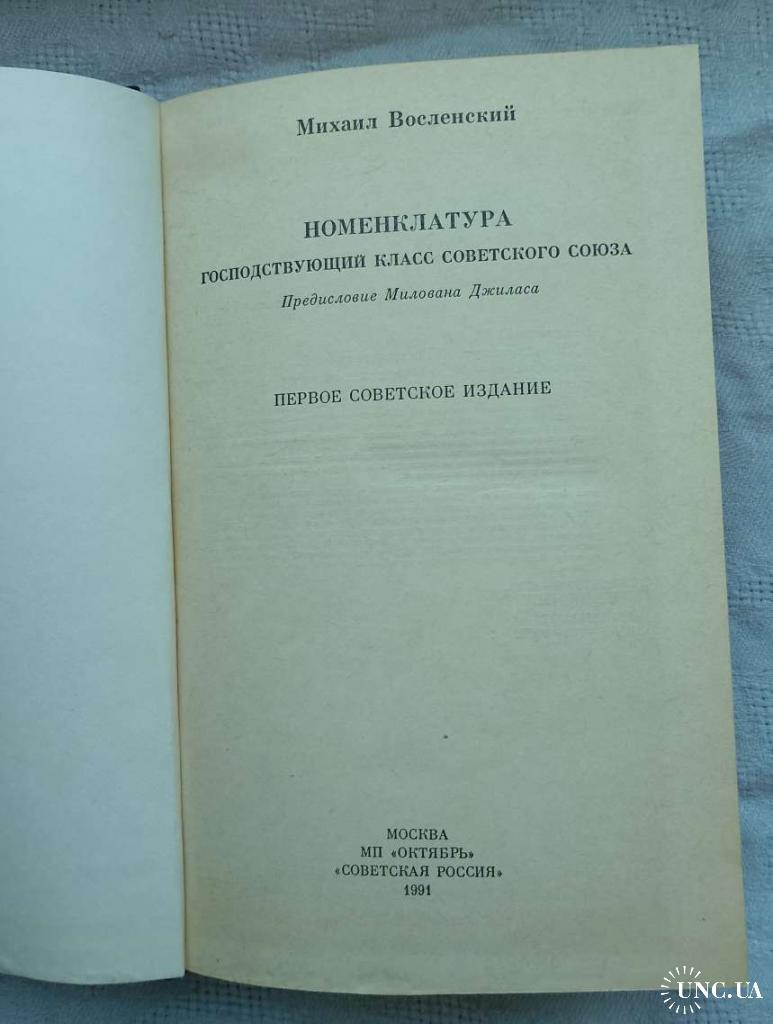 Михаил Восленский
НОМЕНКЛАТУРА
ГОСПОДСТВУЮЩИЙ КЛАСС СОВЕТСКОГО СОЮЗА
Предисловие Милована Джиласа
ПЕРВОЕ СОВЕТСКОЕ ИЗДАНИЕ
МОСКВА
МП «ОКТЯБРЬ»
«СОВЕТСКАЯ РОССИЯ»
1991
UNC.UA